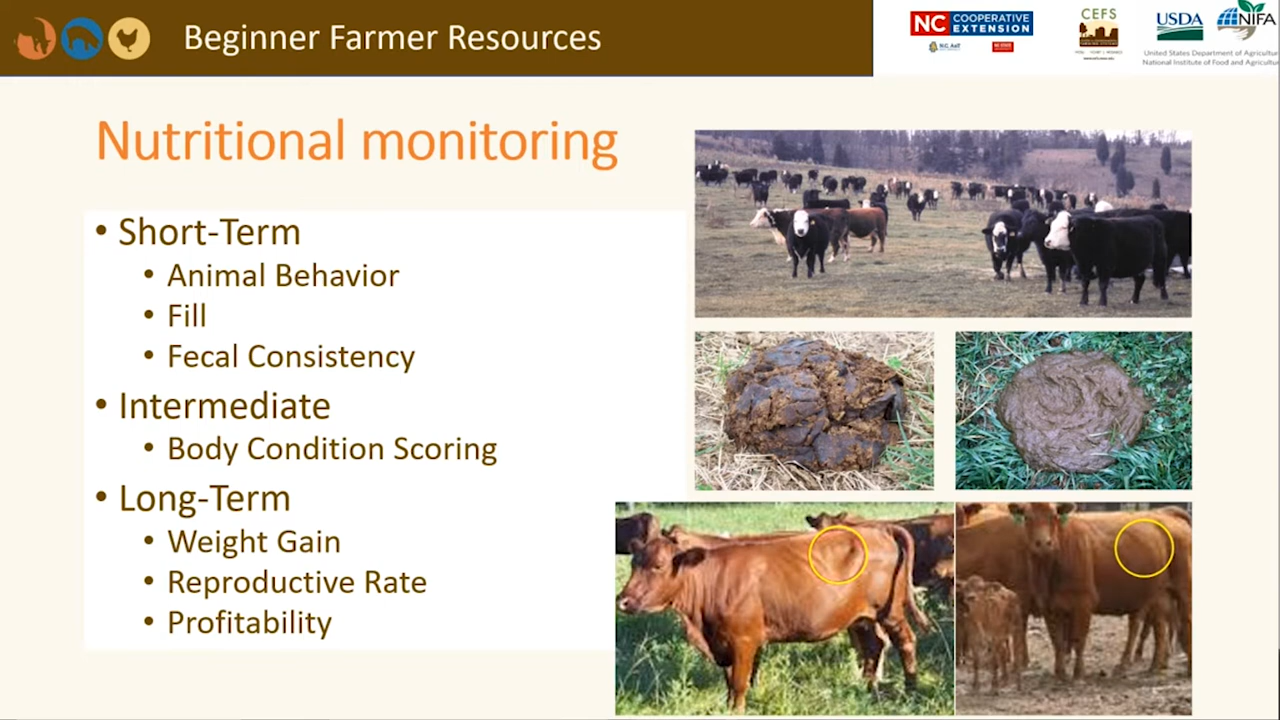 Beginner Farmer Resources
NC COOPERATIVE
EXTENSION
N.C. A&T
NC STATE
CEFS
USDA
NIFA
United States Department of Agricultur
National Institute of Food and Agricultur
Nutritional monitoring
• Short-Term
• Animal Behavior
• Fill
• Fecal Consistency
• Intermediate
• Body Condition Scoring
• Long-Term
• Weight Gain
• Reproductive Rate
• Profitability